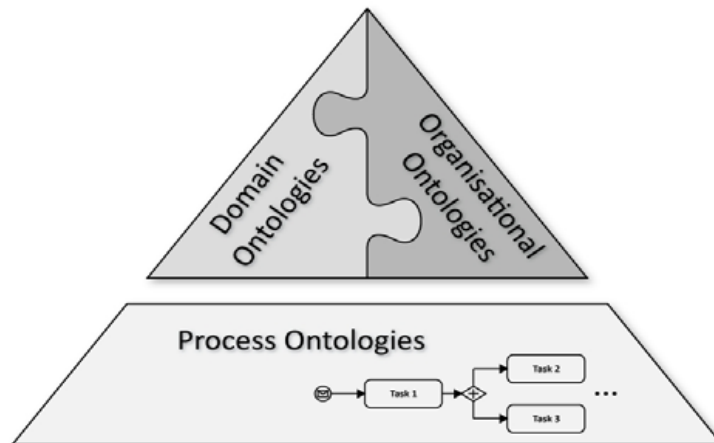 Domain
Ontologies
Organisational
Ontologies
Process Ontologies
Task 1
Task 2
Task 3
...